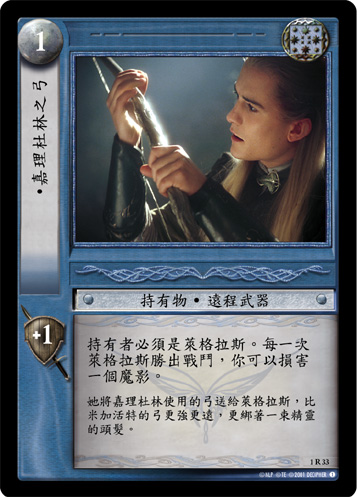 1
•嘉理杜林之弓
持有物 • 遠程武器
+1
持有者必須是萊格拉斯。每一次
萊格拉斯勝出戰鬥，你可以損害
一個魔影。
她將嘉理杜林使用的弓送給萊格拉斯，比
米加活特的弓更強更遠，更綁著一束精靈
的頭髮。
1 R 33
©NLP ™TE ©2001 DECIPHER